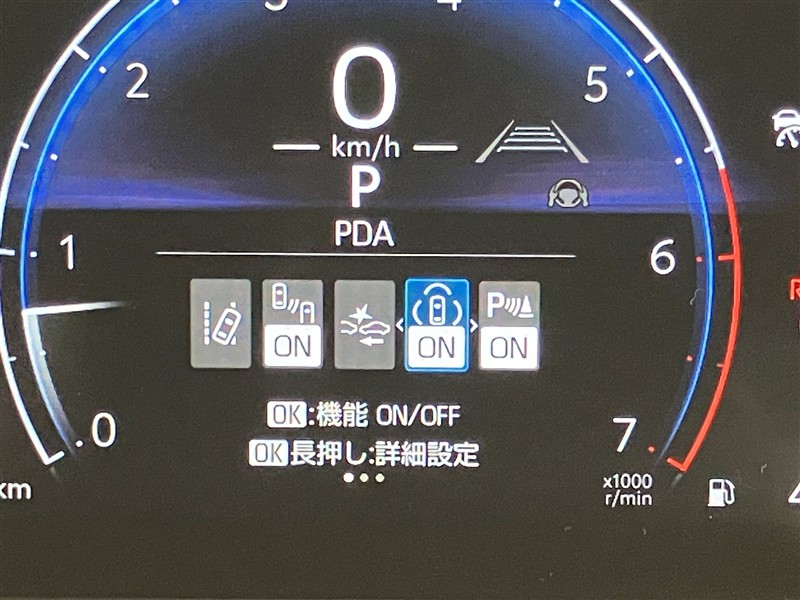 3 4
2 5
0
km/h
P
PDA
1 6
P
ON ON ON
OK:機能 ON/OFF
OK長押し:詳細設定
0 7
x1000
r/min
km